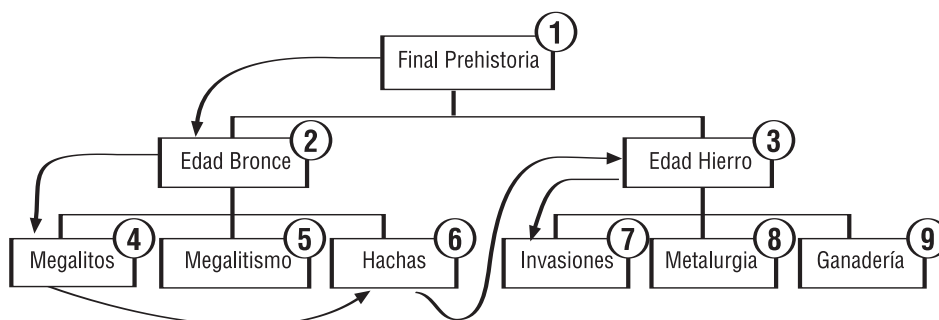 1
Final Prehistoria
2
Edad Bronce
3
Edad Hierro
4
Megalitos
5
Megalitismo
6
Hachas
7
Invasiones
8
Metalurgia
9
Ganadería